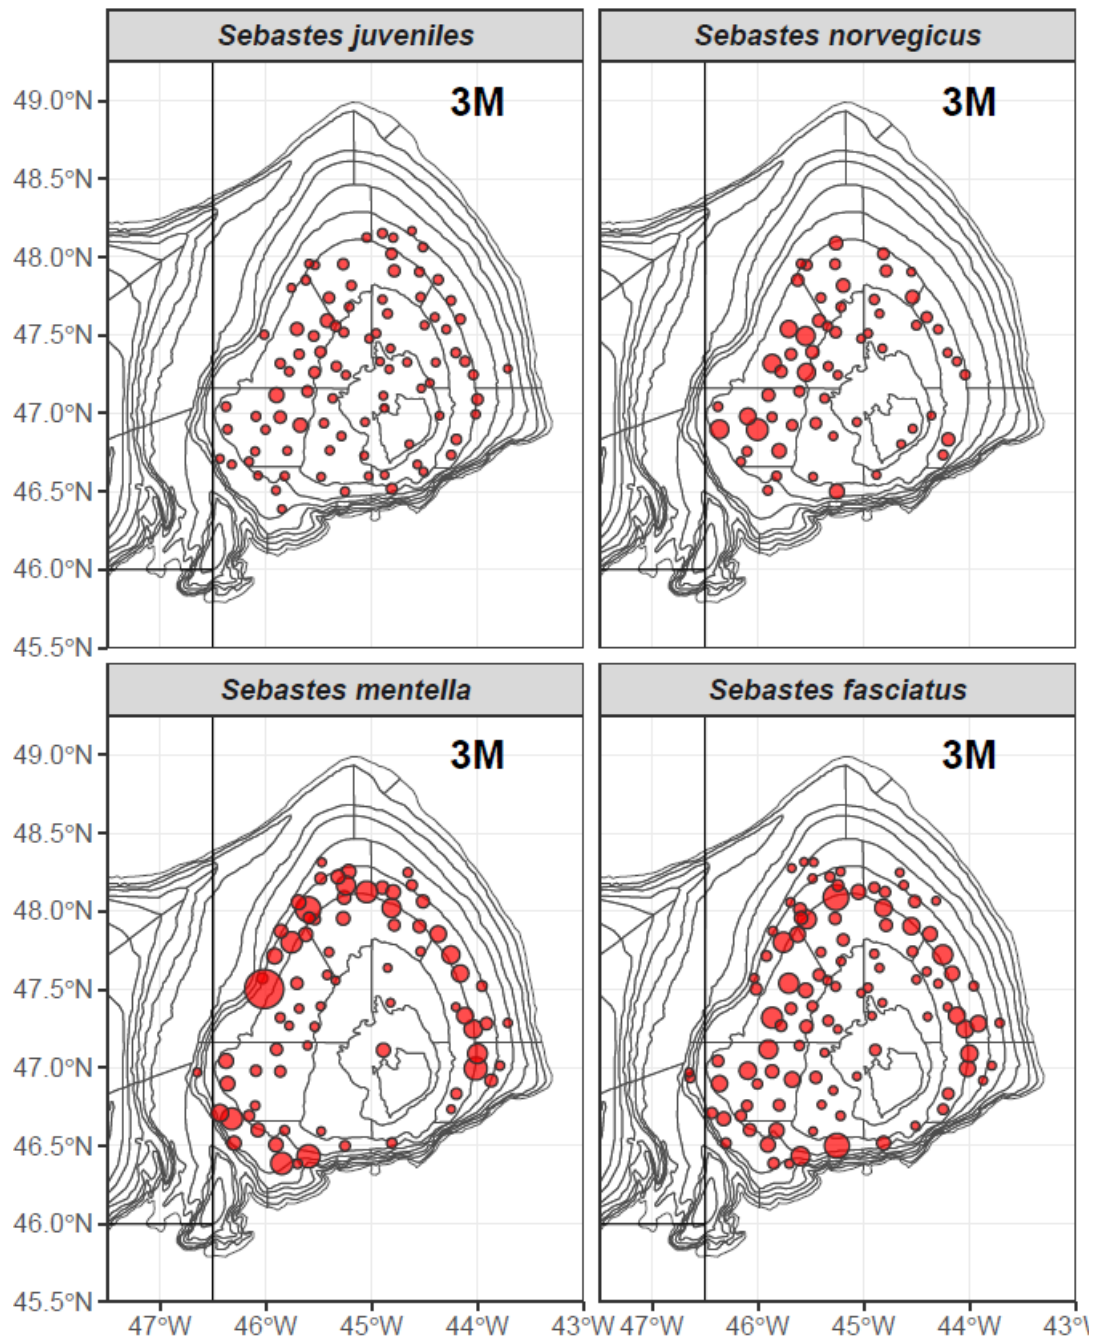 Sebastes juveniles
Sebastes norvegicus
3M
3M
49.0°N
48.5°N
48.0°N
47.5°N
47.0°N
46.5°N
46.0°N
45.5°N
Sebastes mentella
Sebastes fasciatus
3M
3M
49.0°N
48.5°N
48.0°N
47.5°N
47.0°N
46.5°N
46.0°N
45.5°N
47°W 46°W 45°W 44°W 43°W 47°W 46°W 45°W 44°W 43°W